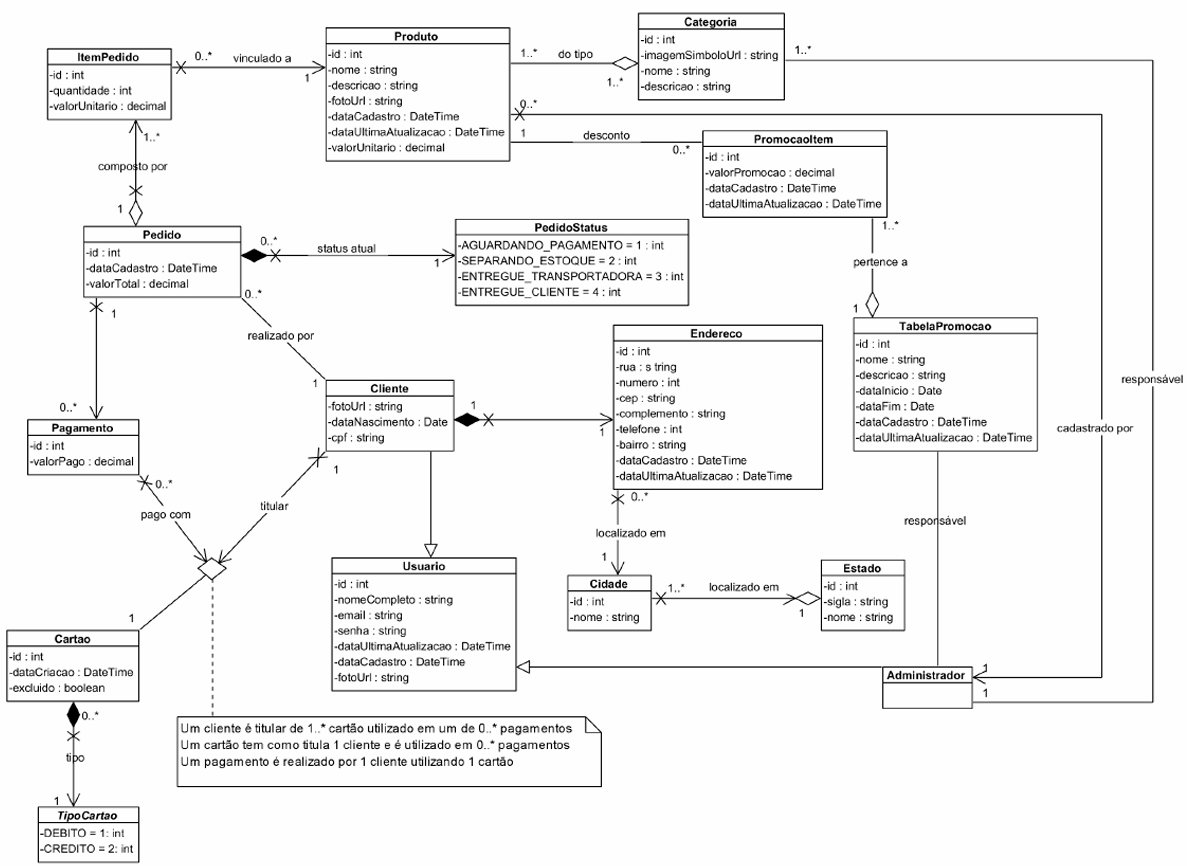 ItemPedido
-id : int
-quantidade : int
-valorUnitario : decimal
0..*
vinculado a
1
Produto
-id : int
-nome : string
-descricao : string
-fotoUrl : string
-dataCadastro : DateTime
-dataUltimaAtualizacao : DateTime
-valorUnitario : decimal
1..*
do tipo
1..*
Categoria
-id : int
-imagemSimboloUrl : string
-nome : string
-descricao : string
1..*
0..*
1
desconto
0..*
PromocaoItem
-id : int
-valorPromocao : decimal
-dataCadastro : DateTime
-dataUltimaAtualizacao : DateTime
1..*
composto por
1
1..*
pertence a
1
Pedido
-id : int
-dataCadastro : DateTime
-valorTotal : decimal
0..*
status atual
1
PedidoStatus
-AGUARDANDO_PAGAMENTO = 1 : int
-SEPARANDO_ESTOQUE = 2 : int
-ENTREGUE_TRANSPORTADORA = 3 : int
-ENTREGUE_CLIENTE = 4 : int
1
0..*
realizado por
1
0..*
Cliente
-fotoUrl : string
-dataNascimento : Date
-cpf : string
1
1
Endereco
-id : int
-rua : s tring
-numero : int
-cep : string
-complemento : string
-telefone : int
-bairro : string
-dataCadastro : DateTime
-dataUltimaAtualizacao : DateTime
TabelaPromocao
-id : int
-nome : string
-descricao : string
-dataInicio : Date
-dataFim : Date
-dataCadastro : DateTime
-dataUltimaAtualizacao : DateTime
responsável
cadastrado por
Pagamento
-id : int
-valorPago : decimal
0..*
pago com
1
titular
0..*
localizado em
1
responsável
Usuario
-id : int
-nomeCompleto : string
-email : string
-senha : string
-dataUltimaAtualizacao : DateTime
-dataCadastro : DateTime
-fotoUrl : string
Cidade
-id : int
-nome : string
1..*
localizado em
1
Estado
-id : int
-sigla : string
-nome : string
1
Cartao
-id : int
-dataCriacao : DateTime
-excluido : boolean
Administrador
1
1
0..*
tipo
1
Um cliente é titular de 1..* cartão utilizado em um de 0..* pagamentos
Um cartão tem como titula 1 cliente e é utilizado em 0..* pagamentos
Um pagamento é realizado por 1 cliente utilizando 1 cartão
TipoCartao
-DEBITO = 1: int
-CREDITO = 2: int